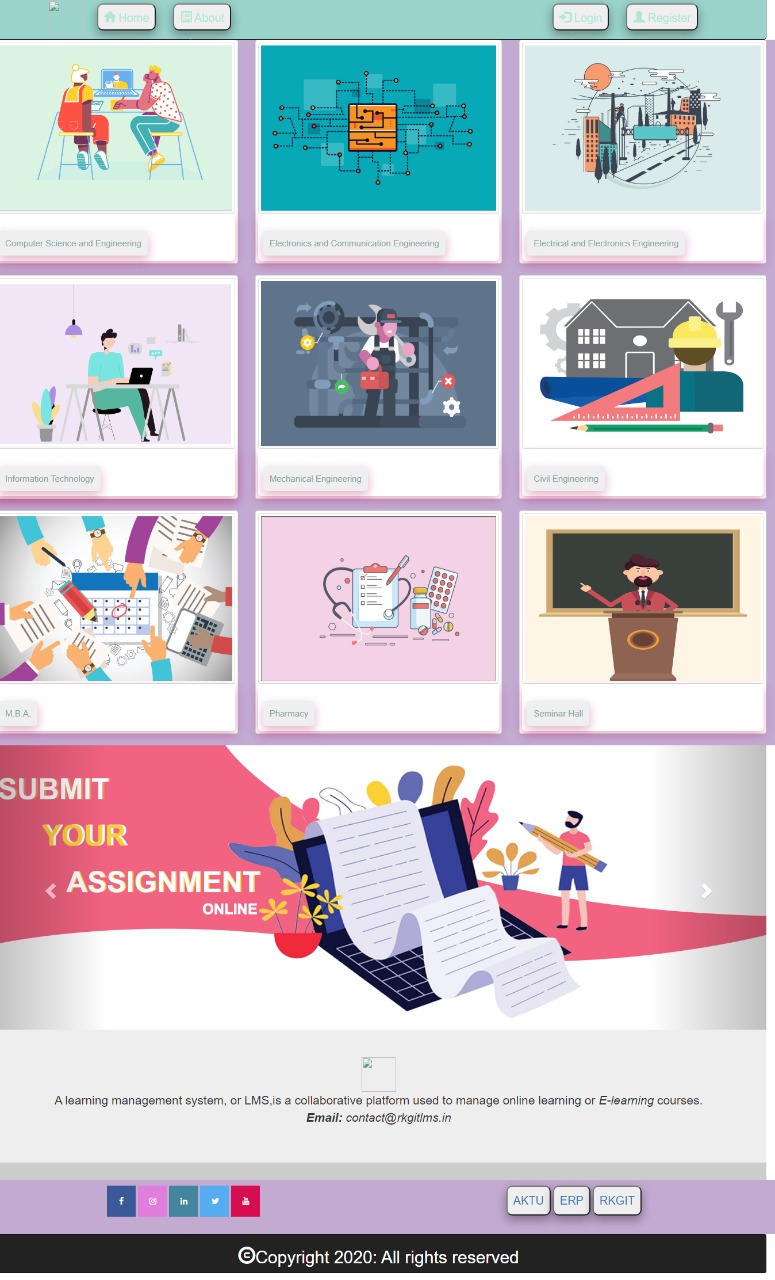 Home
About
Login
Register
Computer Science and Engineering
Electronics and Communication Engineering
Electrical and Electronics Engineering
Information Technology
Mechanical Engineering
Civil Engineering
M.B.A.
Pharmacy
Seminar Hall
SUBMIT
YOUR
ASSIGNMENT
ONLINE
A learning management system, or LMS,is a collaborative platform used to manage online learning or E-learning courses.
Email: contact@rkgitlms.in
AKTU
ERP
RKGIT
©Copyright 2020: All rights reserved